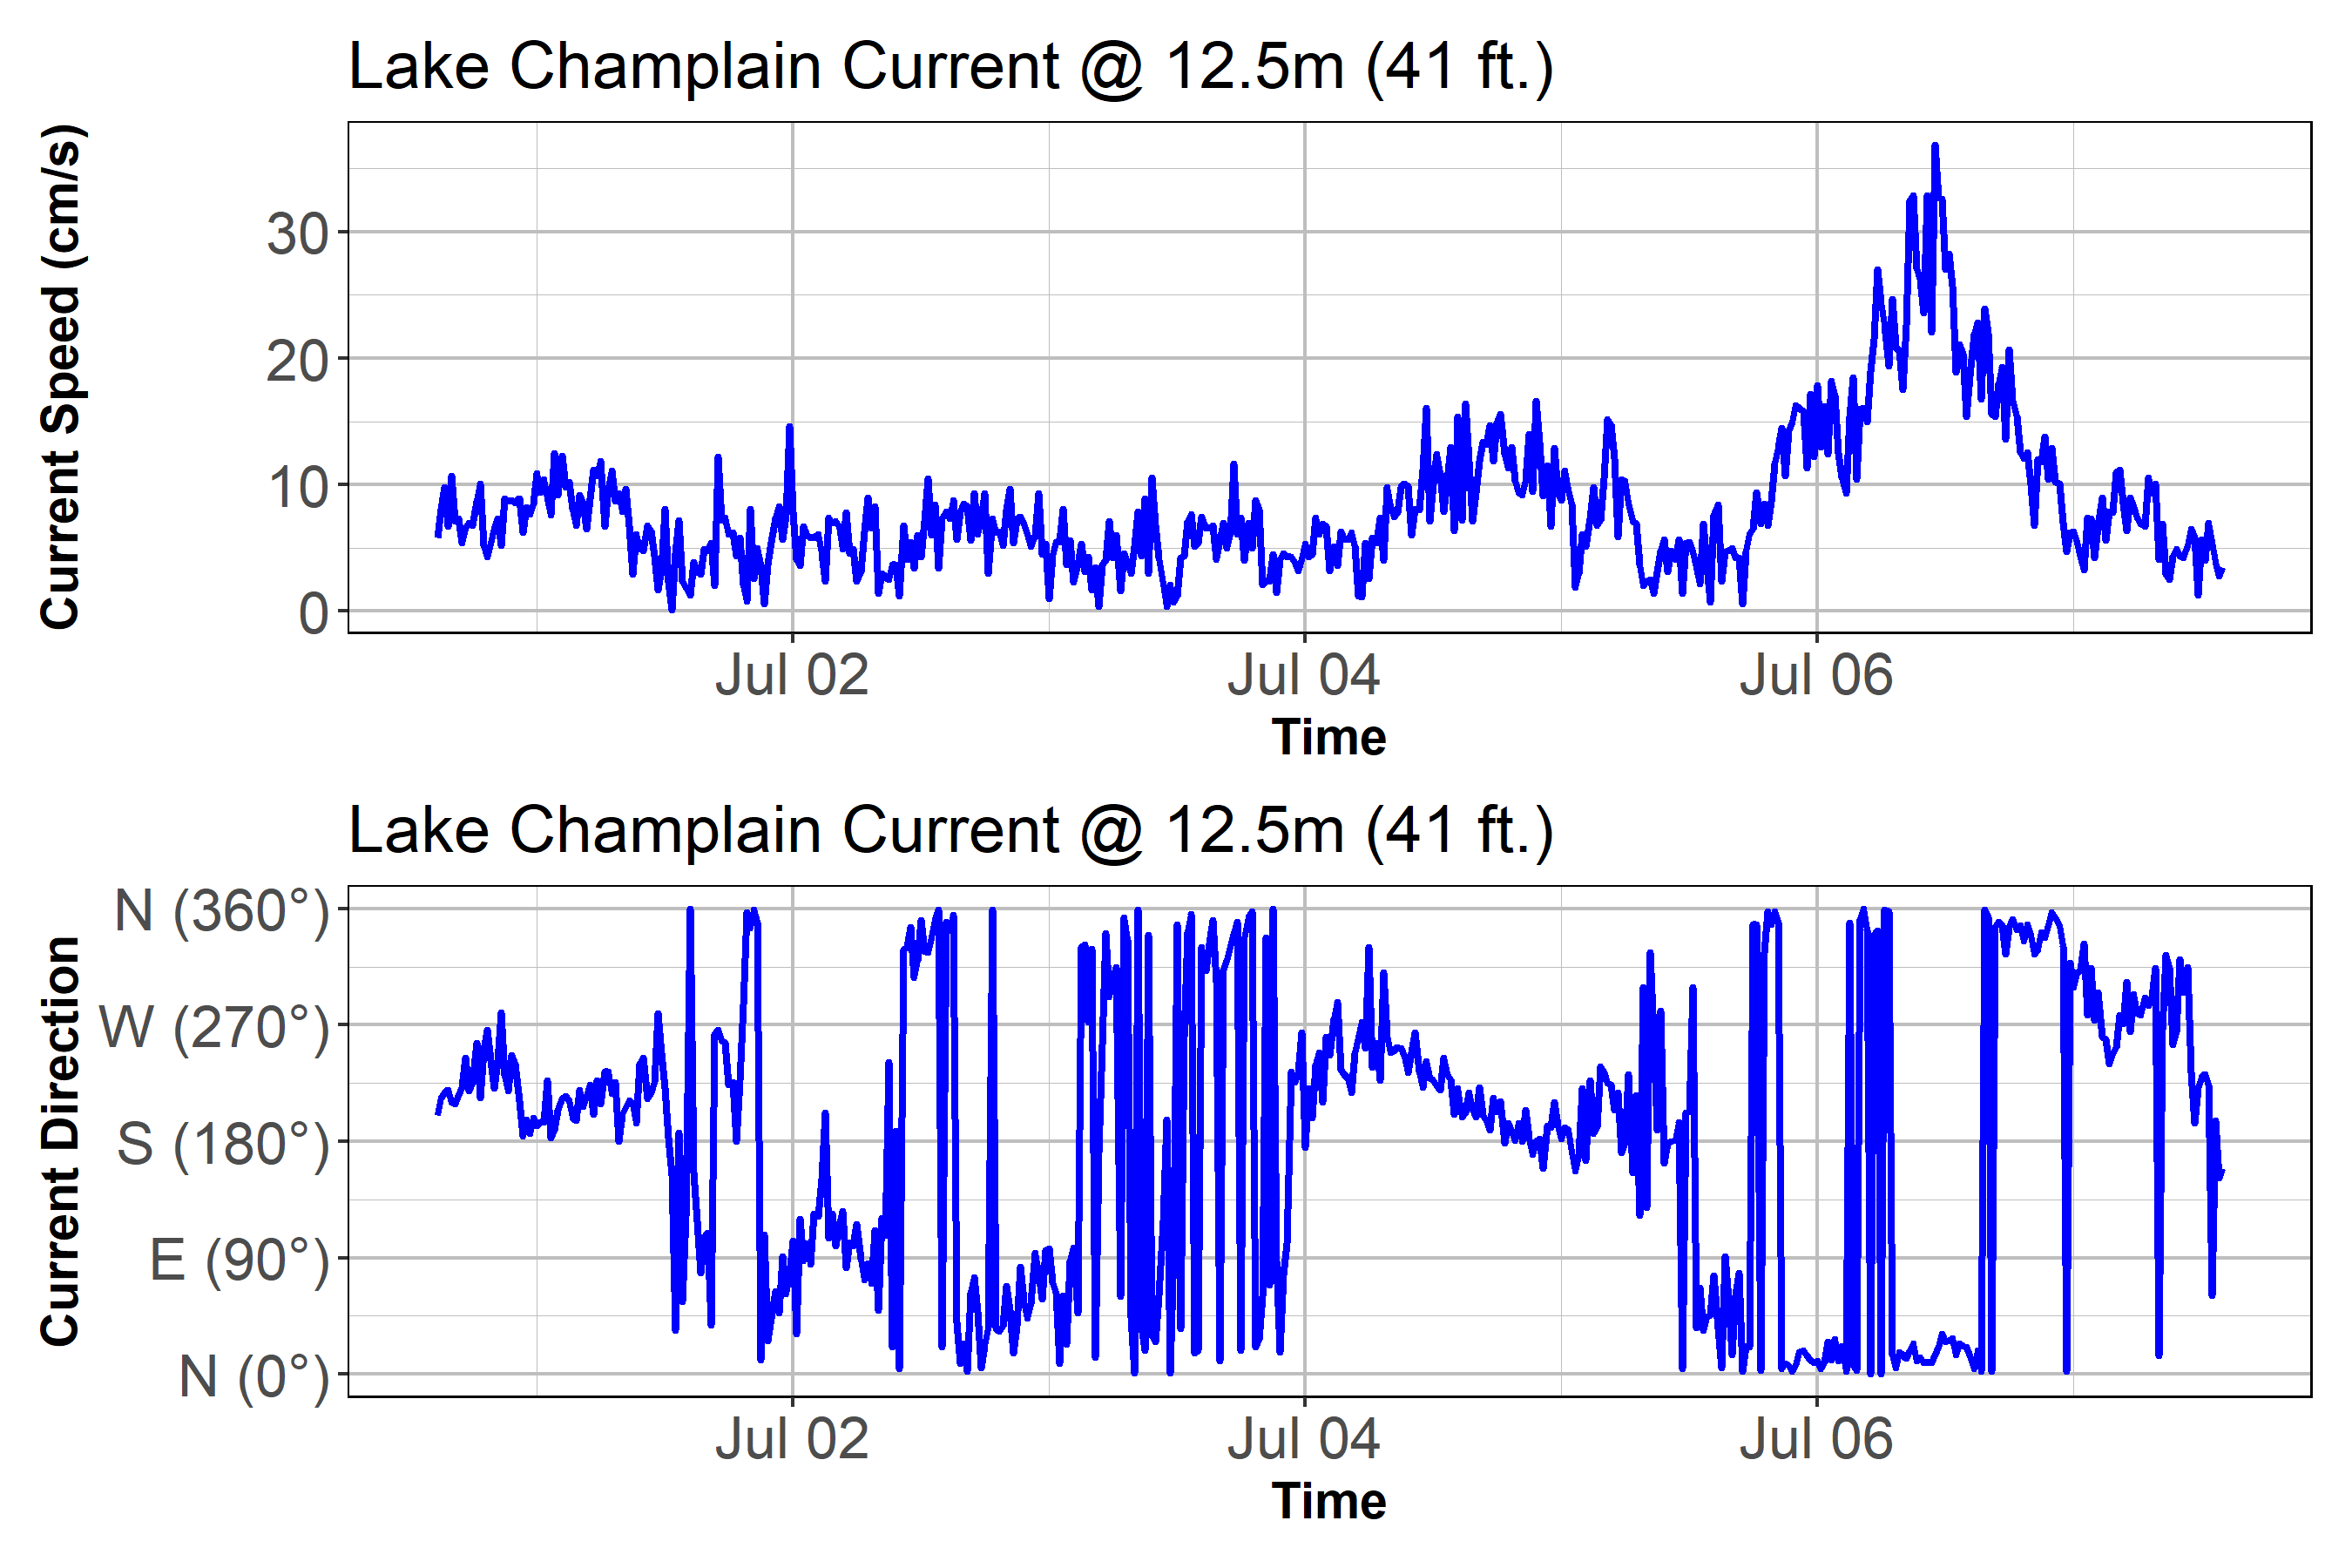 Lake Champlain Current @ 12.5m (41 ft.)
Current Speed (cm/s)
30
20
10
0
Jul 02 Jul 04 Jul 06
Time
Lake Champlain Current @ 12.5m (41 ft.)
Current Direction
N (360°)
W (270°)
S (180°)
E (90°)
N (0°)
Jul 02 Jul 04 Jul 06
Time